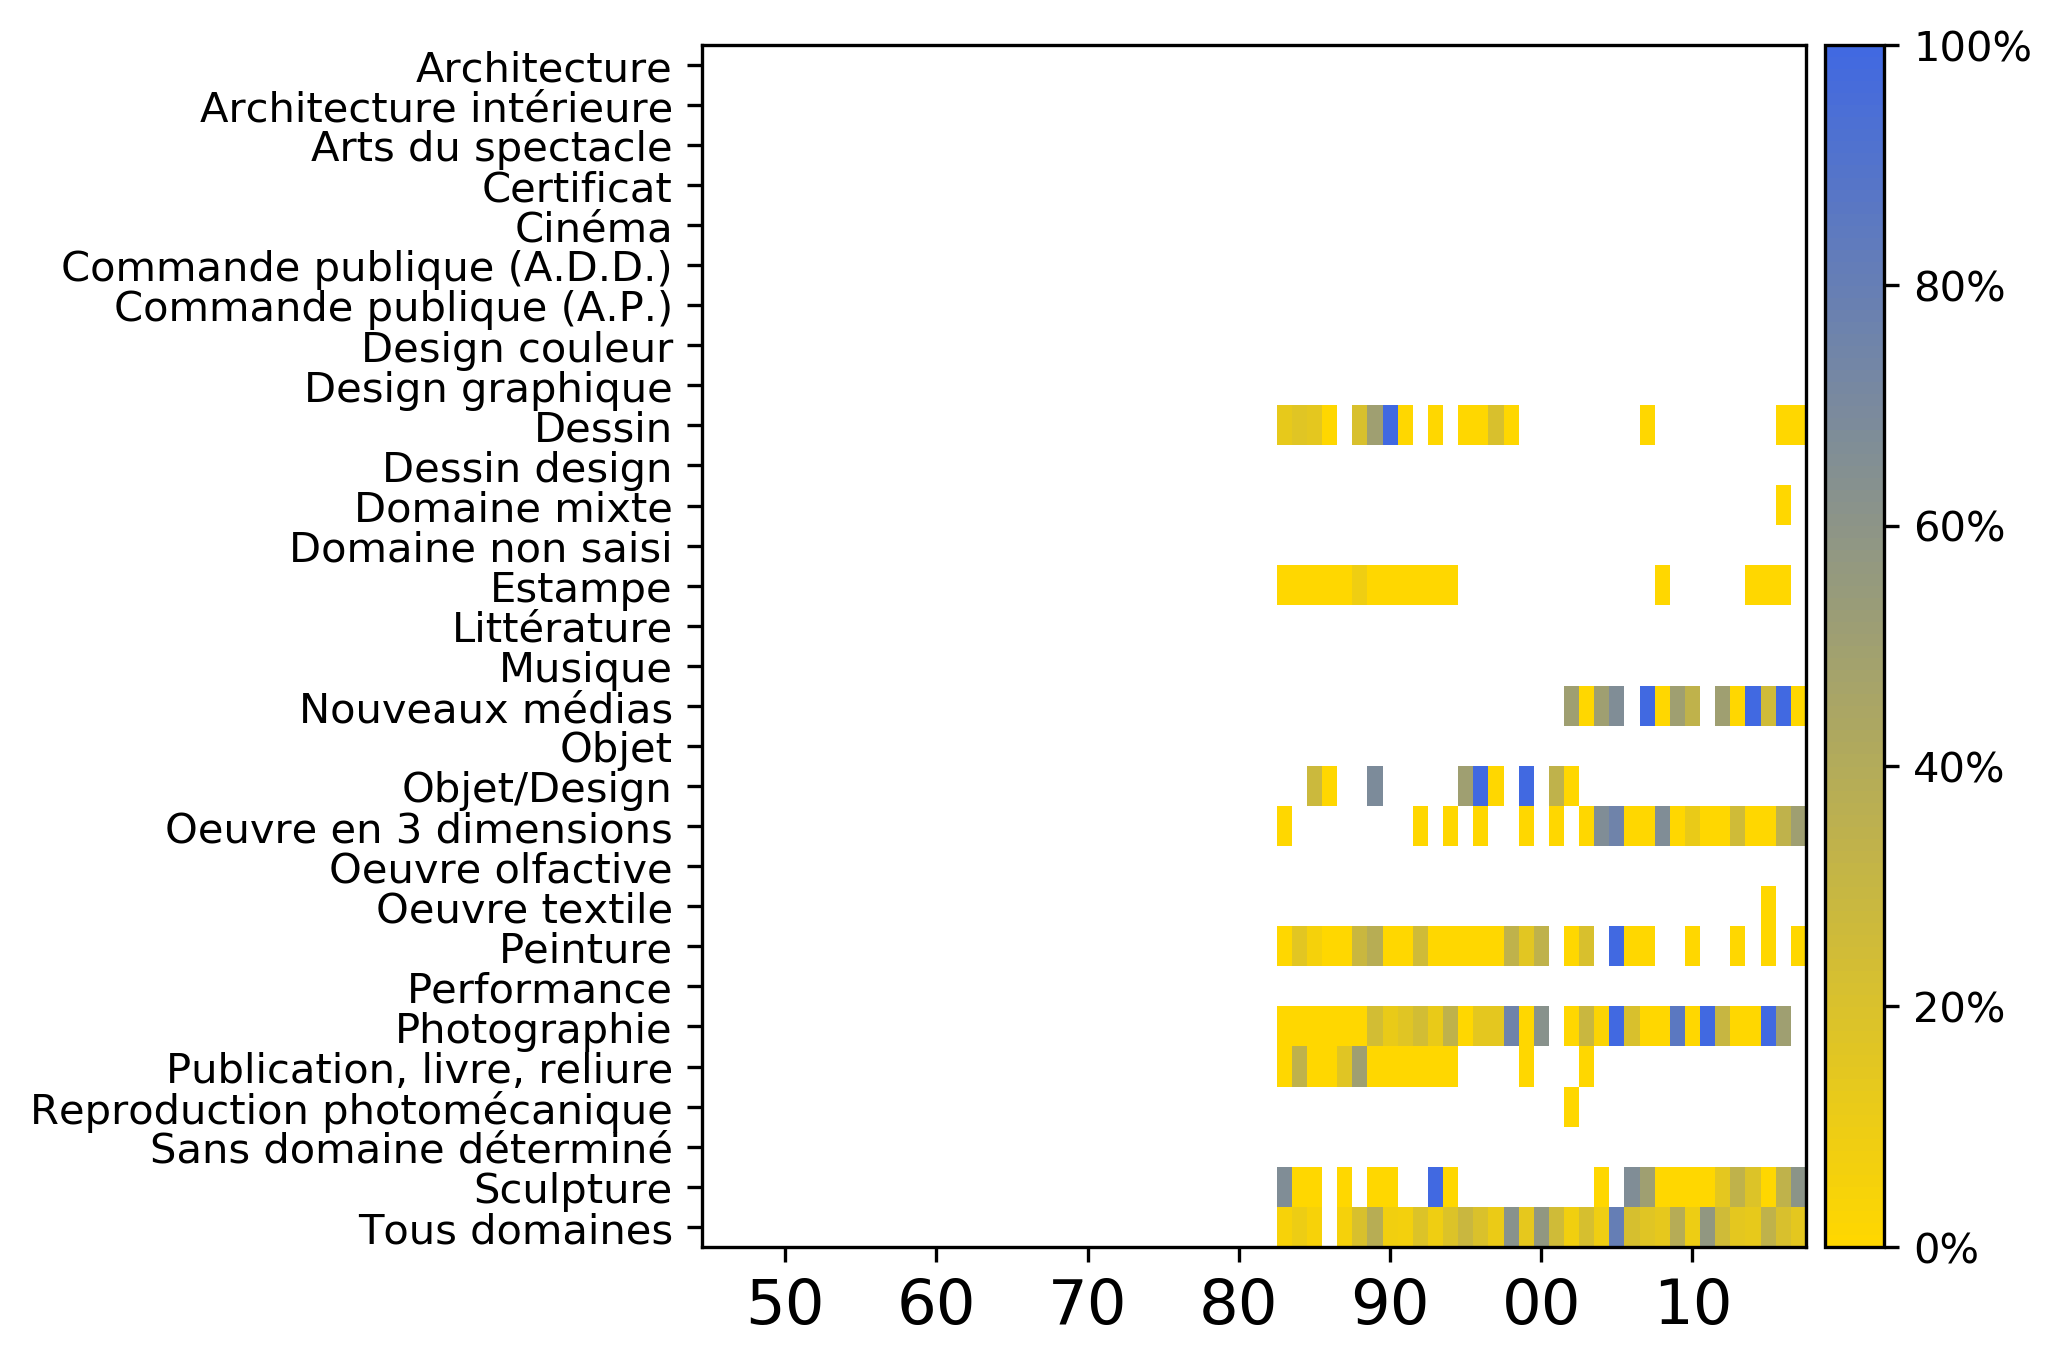 Architecture
Architecture intérieure
Arts du spectacle
Certificat
Cinéma
Commande publique (A.D.D.)
Commande publique (A.P.)
Design couleur
Design graphique
Dessin
Dessin design
Domaine mixte
Domaine non saisi
Estampe
Littérature
Musique
Nouveaux médias
Objet
Objet/Design
Oeuvre en 3 dimensions
Oeuvre olfactive
Oeuvre textile
Peinture
Performance
Photographie
Publication, livre, reliure
Reproduction photomécanique
Sans domaine déterminé
Sculpture
Tous domaines
50 60 70 80 90 00 10
100%
80%
60%
40%
20%
0%